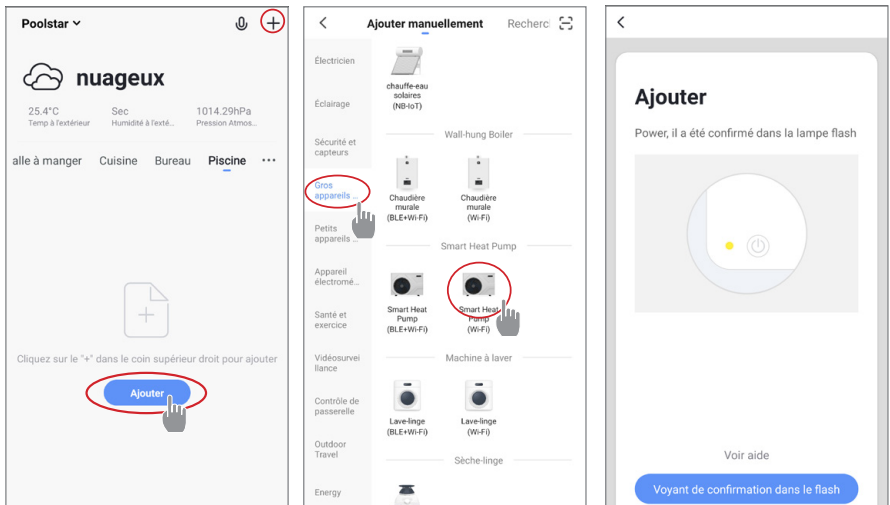 Poolstar
nuageux
25.4°C
Sec
1014.29hPa
Temp à l'extérieur
Humidité à l'exté...
Pression Atmos...
alle à manger
Cuisine
Bureau
Piscine
Cliquez sur le "+" dans le coin supérieur droit pour ajouter
Ajouter
Ajouter manuellement
Recherc
Électricien
Éclairage
Sécurité et
capteurs
Gros
appareils ...
Petits
appareils ...
Appareil
électromé...
Santé et
exercice
Vidéosurvei
llance
Contrôle de
passerelle
Outdoor
Travel
Energy
chauffe-eau
solaires
(NB-IoT)
Wall-hung Boiler
Chaudière
murale
(BLE+Wi-Fi)
Chaudière
murale
(Wi-Fi)
Smart Heat Pump
Smart Heat
Pump
(BLE+Wi-Fi)
Smart Heat
Pump
(Wi-Fi)
Machine à laver
Lave-linge
(BLE+Wi-Fi)
Lave-linge
(Wi-Fi)
Sèche-linge
Ajouter
Power, il a été confirmé dans la lampe flash
Voir aide
Voyant de confirmation dans le flash